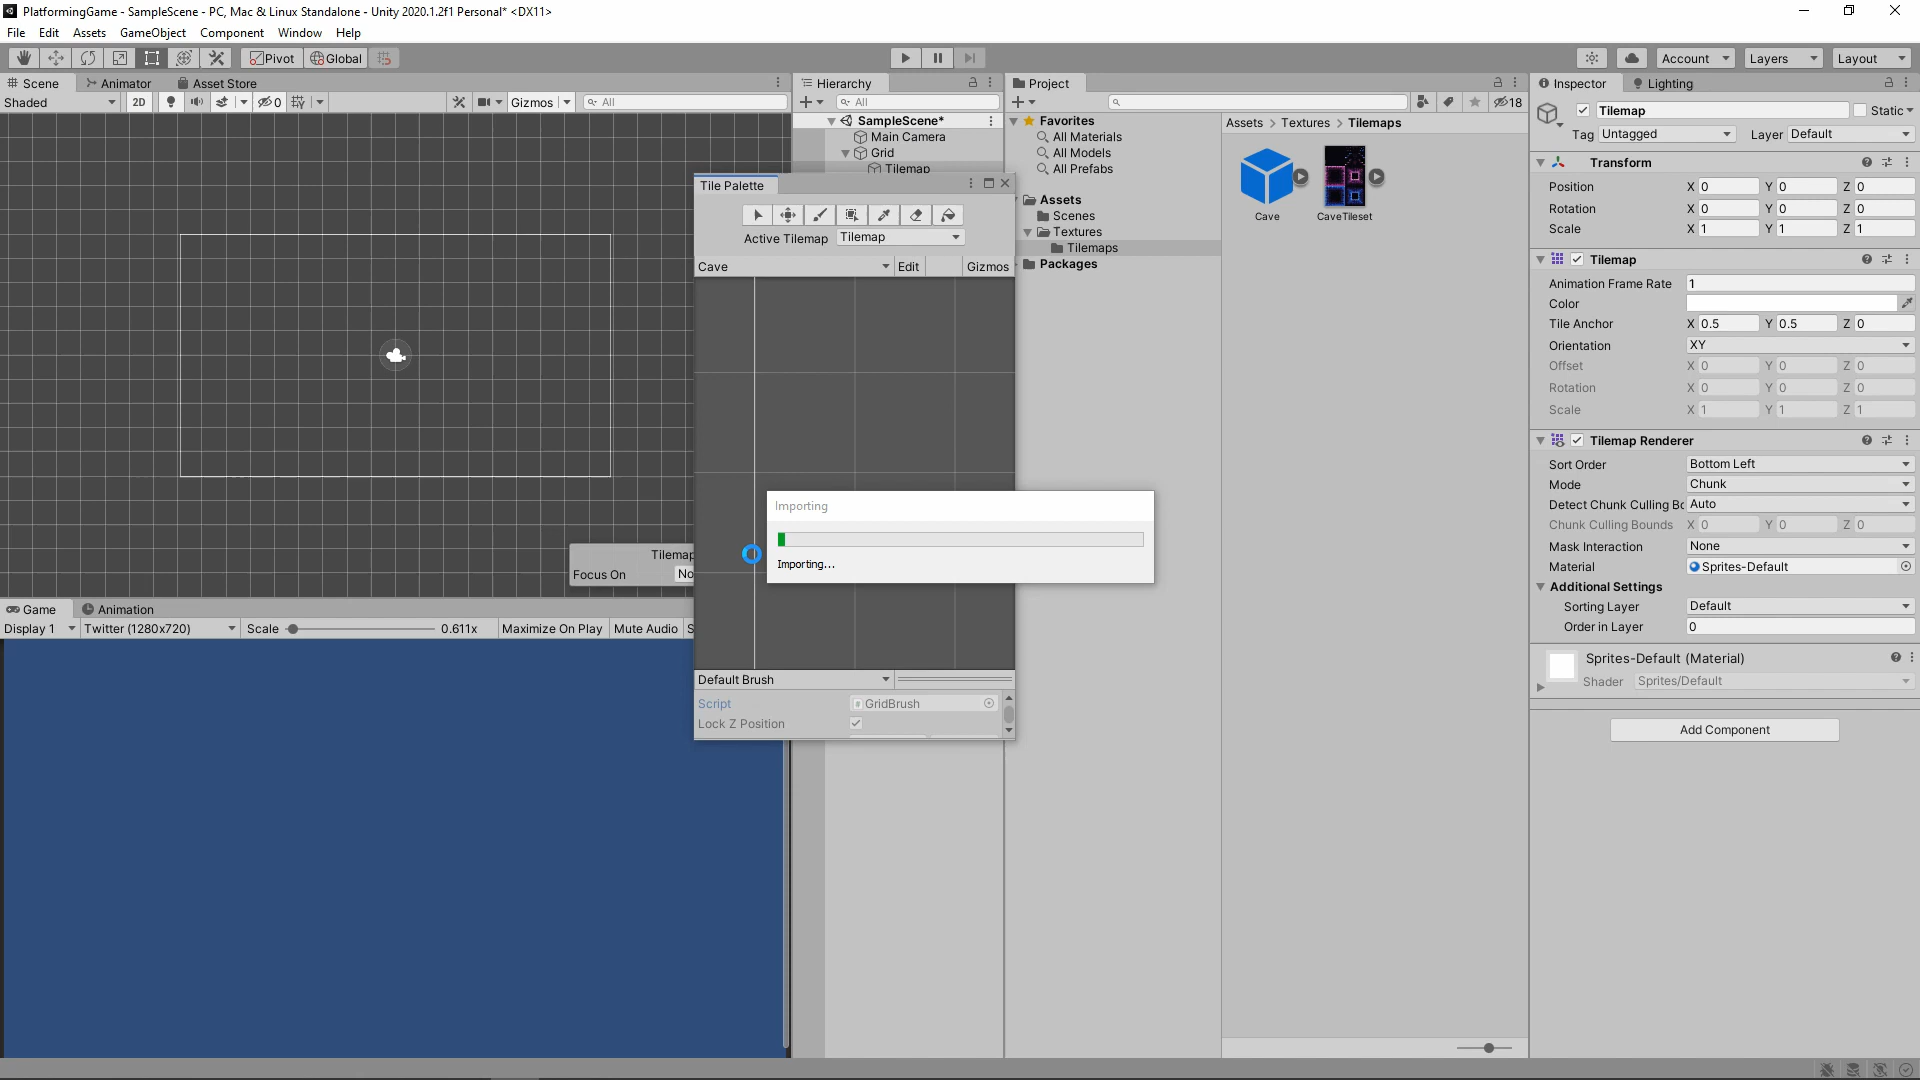 PlatformingGame - SampleScene - PC, Mac & Linux Standalone - Unity 2020.1.2f1 Personal* <DX11>
File Edit Assets GameObject Component Window Help
Pivot Global Account Layers Layout
Scene Animator Asset Store
Shaded 2D 0 Gizmos All
Hierarchy
All
SampleScene*
Main Camera
Grid
Tilemap
Project
18
Favorites
All Materials
All Models
All Prefabs
Assets
Scenes
Textures
Tilemaps
Packages
Assets > Textures > Tilemaps
Cave CaveTileset
Tile Palette
Active Tilemap Tilemap
Cave Edit Gizmos
Importing
Importing...
Default Brush
Script GridBrush
Lock Z Position
Tilemap
Focus On No
Game Animation
Display 1 Twitter (1280x720) Scale 0.611x Maximize On Play Mute Audio S
Inspector Lighting
Tilemap Static
Tag Untagged Layer Default
Transform
Position X 0 Y 0 Z 0
Rotation X 0 Y 0 Z 0
Scale X 1 Y 1 Z 1
Tilemap
Animation Frame Rate 1
Color
Tile Anchor X 0.5 Y 0.5 Z 0
Orientation XY
Offset X 0 Y 0 Z 0
Rotation X 0 Y 0 Z 0
Scale X 1 Y 1 Z 1
Tilemap Renderer
Sort Order Bottom Left
Mode Chunk
Detect Chunk Culling Bc Auto
Chunk Culling Bounds X 0 Y 0 Z 0
Mask Interaction None
Material Sprites-Default
Additional Settings
Sorting Layer Default
Order in Layer 0
Sprites-Default (Material)
Shader Sprites/Default
Add Component